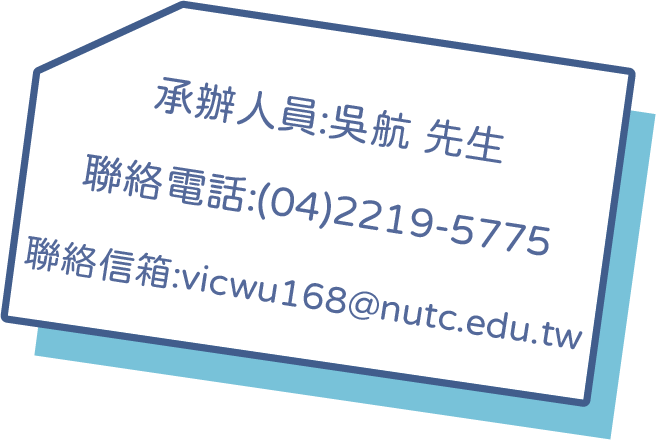 承辦人員:吳航 先生
聯絡電話:(04)2219-5775
聯絡信箱:vicwu168@nutc.edu.tw